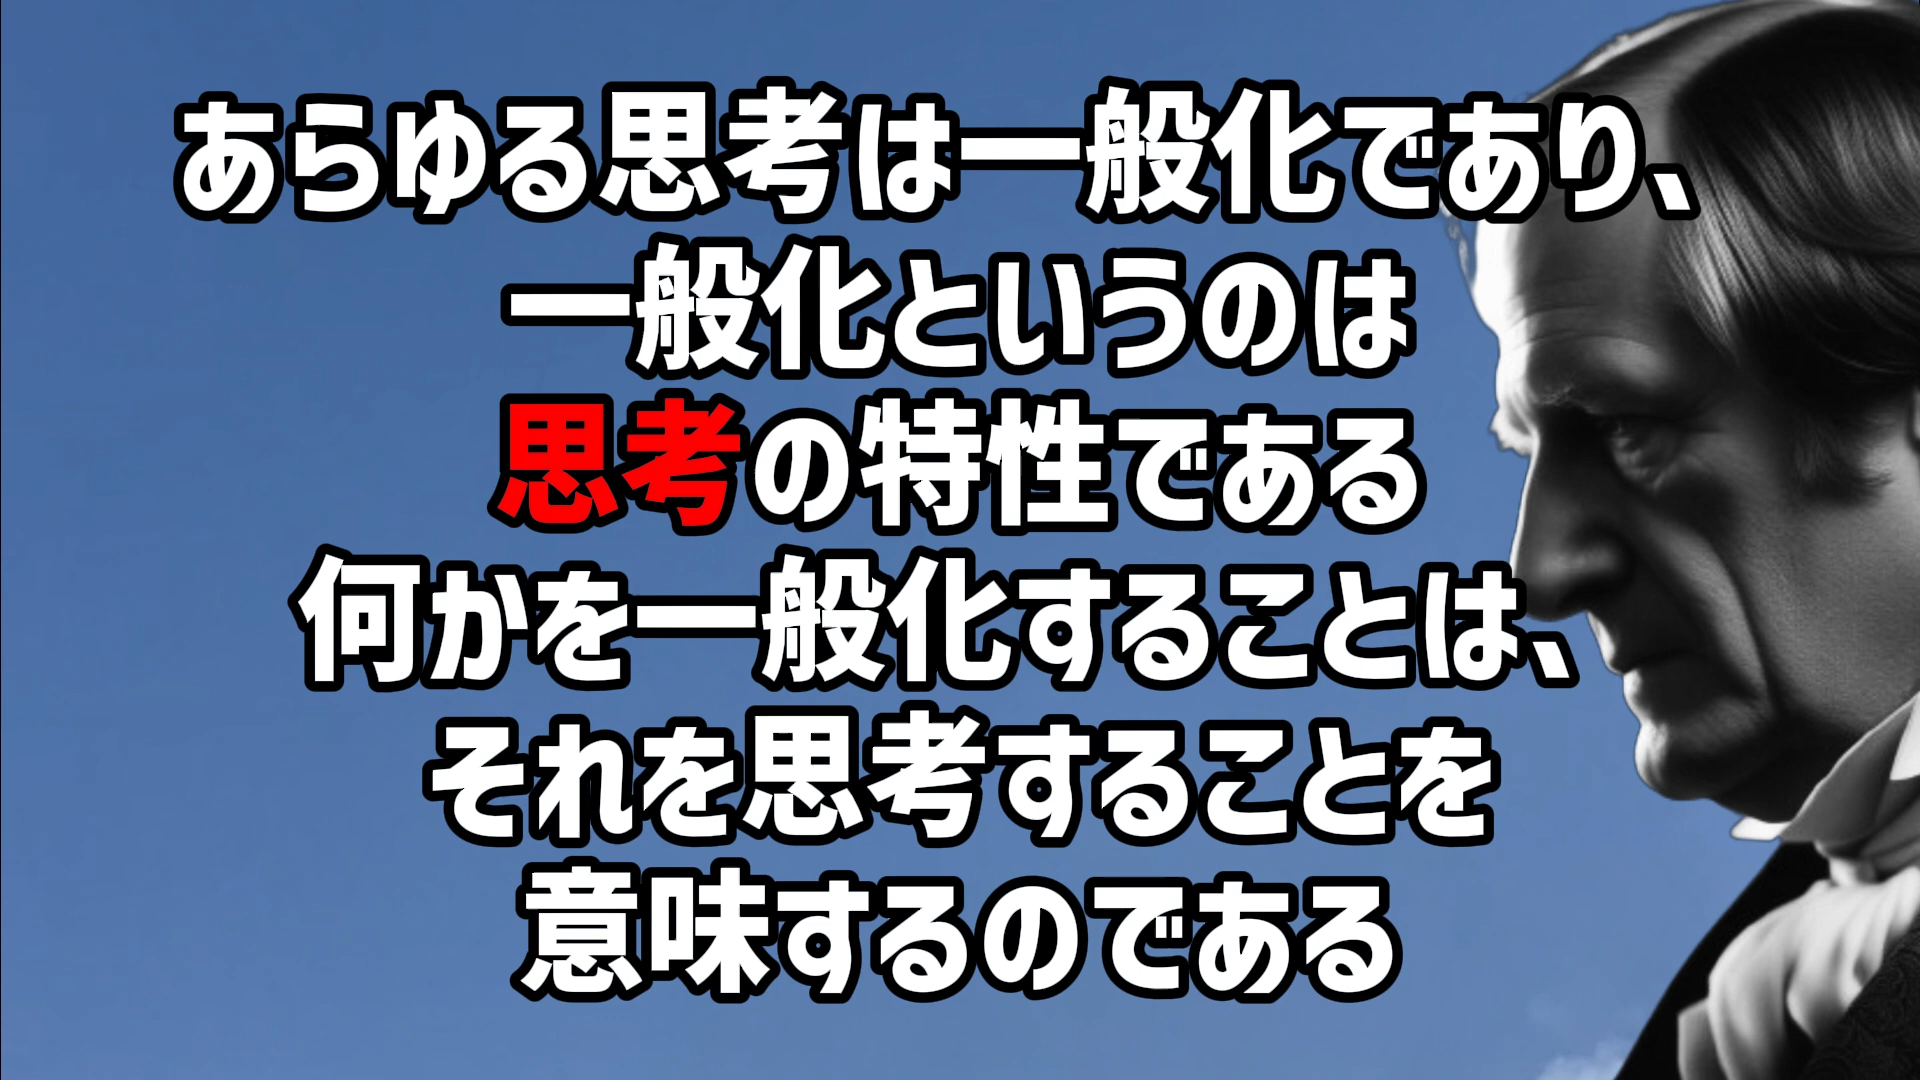 あらゆる思考は一般化であり、
一般化というのは
思考の特性である
何かを一般化することは、
それを思考することを
意味するのである